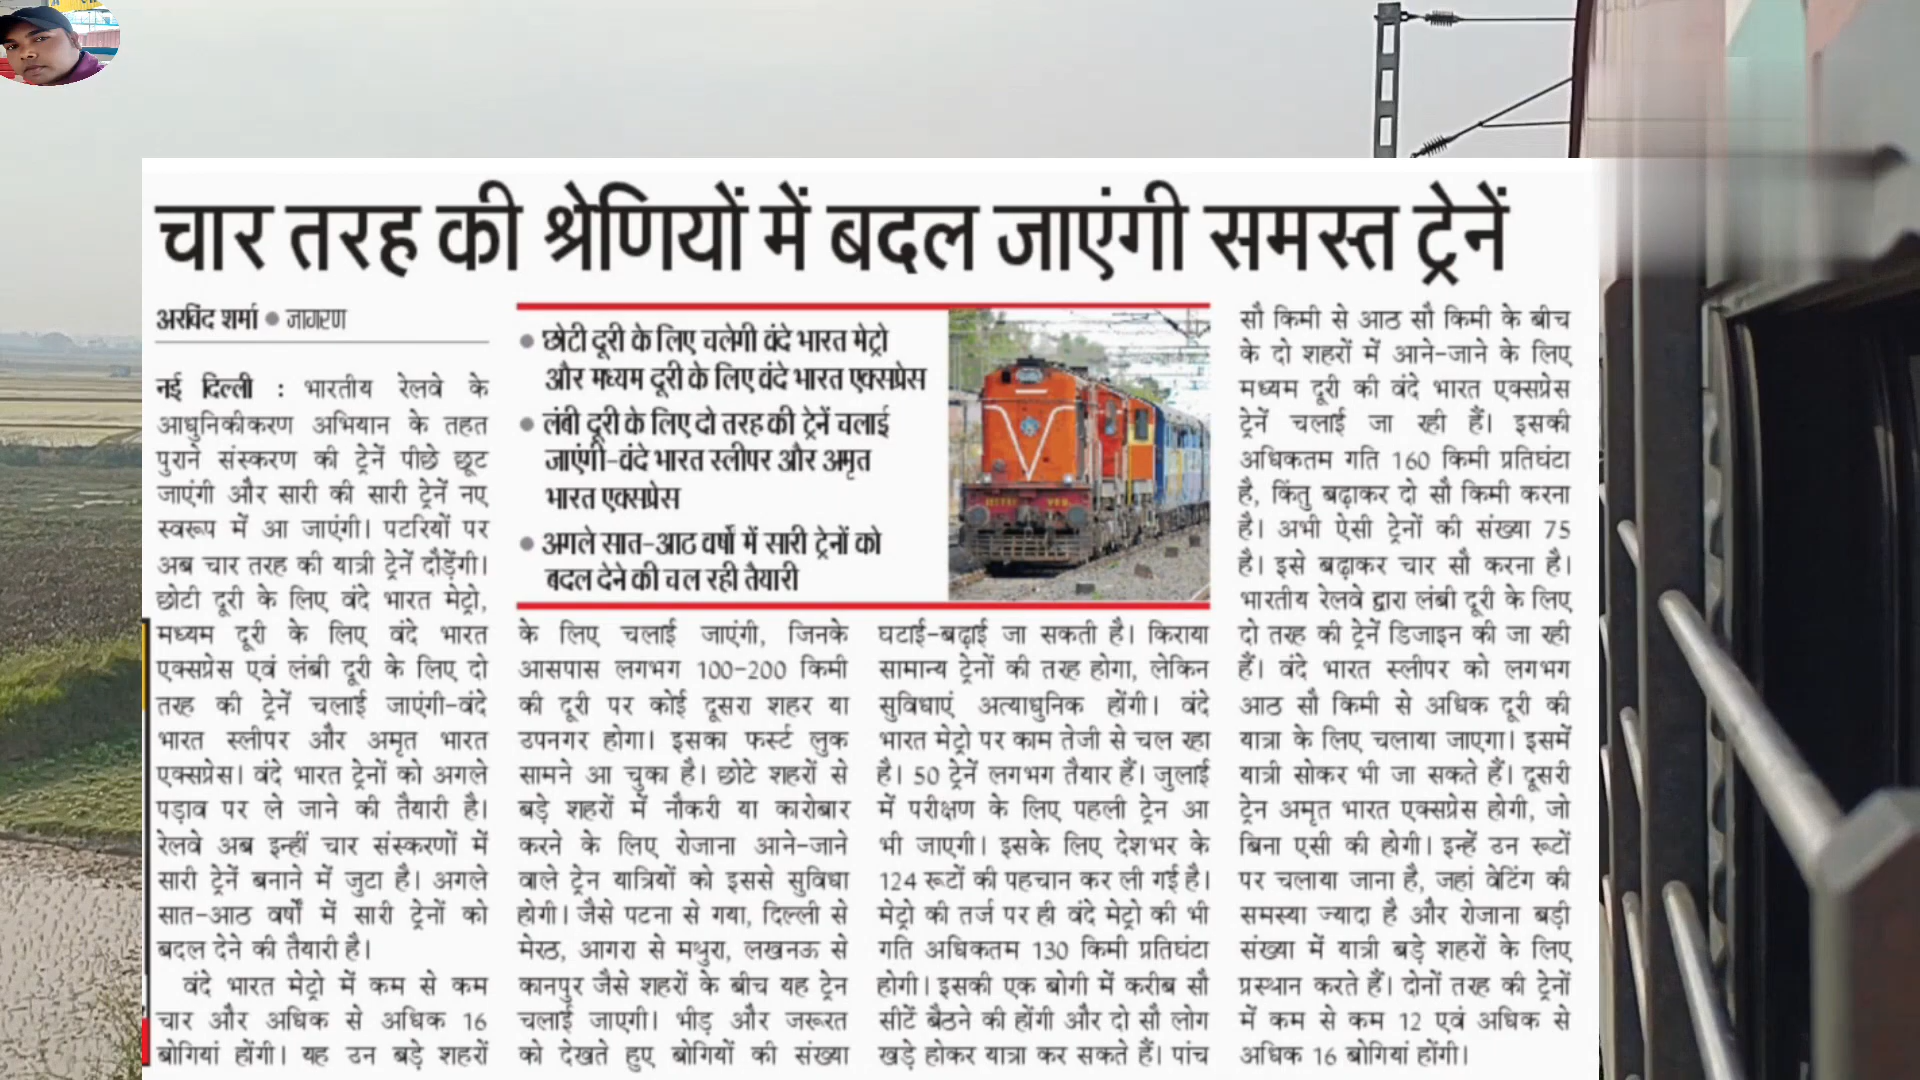 चार तरह की श्रेणियों में बदल जाएंगी समस्त ट्रेनें
अरविंद शर्मा ● जागरण
नई दिल्ली : भारतीय रेलवे के
आधुनिकीकरण अभियान के तहत
पुराने संस्करण की ट्रेनें पीछे छूट
जाएंगी और सारी की सारी ट्रेनें नए
स्वरूप में आ जाएंगी। पटरियों पर
अब चार तरह की यात्री ट्रेनें दौड़ेंगी।
छोटी दूरी के लिए वंदे भारत मेट्रो,
मध्यम दूरी के लिए वंदे भारत
एक्सप्रेस एवं लंबी दूरी के लिए दो
तरह की ट्रेनें चलाई जाएंगी-वंदे
भारत स्लीपर और अमृत भारत
एक्सप्रेस। वंदे भारत ट्रेनों को अगले
पड़ाव पर ले जाने की तैयारी है।
रेलवे अब इन्हीं चार संस्करणों में
सारी ट्रेनें बनाने में जुटा है। अगले
सात-आठ वर्षों में सारी ट्रेनों को
बदल देने की तैयारी है।
वंदे भारत मेट्रो में कम से कम
चार और अधिक से अधिक 16
बोगियां होंगी। यह उन बड़े शहरों
● छोटी दूरी के लिए चलेगी वंदे भारत मेट्रो
और मध्यम दूरी के लिए वंदे भारत एक्सप्रेस
● लंबी दूरी के लिए दो तरह की ट्रेनें चलाई
जाएंगी-वंदे भारत स्लीपर और अमृत
भारत एक्सप्रेस
● अगले सात-आठ वर्षो में सारी ट्रेनों को
बदल देने की चल रही तैयारी
के लिए चलाई जाएंगी, जिनके
आसपास लगभग 100-200 किमी
की दूरी पर कोई दूसरा शहर या
उपनगर होगा। इसका फर्स्ट लुक
सामने आ चुका है। छोटे शहरों से
बड़े शहरों में नौकरी या कारोबार
करने के लिए रोजाना आने-जाने
वाले ट्रेन यात्रियों को इससे सुविधा
होगी। जैसे पटना से गया, दिल्ली से
मेरठ, आगरा से मथुरा, लखनऊ से
कानपुर जैसे शहरों के बीच यह ट्रेन
चलाई जाएगी। भीड़ और जरूरत
को देखते हुए बोगियों की संख्या
घटाई-बढ़ाई जा सकती है। किराया
सामान्य ट्रेनों की तरह होगा, लेकिन
सुविधाएं अत्याधुनिक होंगी। वंदे
भारत मेट्रो पर काम तेजी से चल रहा
है। 50 ट्रेनें लगभग तैयार हैं। जुलाई
में परीक्षण के लिए पहली ट्रेन आ
भी जाएगी। इसके लिए देशभर के
124 रूटों की पहचान कर ली गई है।
मेट्रो की तर्ज पर ही वंदे मेट्रो की भी
गति अधिकतम 130 किमी प्रतिघंटा
होगी। इसकी एक बोगी में करीब सौ
सीटें बैठने की होंगी और दो सौ लोग
खड़े होकर यात्रा कर सकते हैं। पांच
सौ किमी से आठ सौ किमी के बीच
के दो शहरों में आने-जाने के लिए
मध्यम दूरी की वंदे भारत एक्सप्रेस
ट्रेनें चलाई जा रही हैं। इसकी
अधिकतम गति 160 किमी प्रतिघंटा
है, किंतु बढ़ाकर दो सौ किमी करना
है। अभी ऐसी ट्रेनों की संख्या 75
है। इसे बढ़ाकर चार सौ करना है।
भारतीय रेलवे द्वारा लंबी दूरी के लिए
दो तरह की ट्रेनें डिजाइन की जा रही
हैं। वंदे भारत स्लीपर को लगभग
आठ सौ किमी से अधिक दूरी की
यात्रा के लिए चलाया जाएगा। इसमें
यात्री सोकर भी जा सकते हैं। दूसरी
ट्रेन अमृत भारत एक्सप्रेस होगी, जो
बिना एसी की होगी। इन्हें उन रूटों
पर चलाया जाना है, जहां वेटिंग की
समस्या ज्यादा है और रोजाना बड़ी
संख्या में यात्री बड़े शहरों के लिए
प्रस्थान करते हैं। दोनों तरह की ट्रेनों
में कम से कम 12 एवं अधिक से
अधिक 16 बोगियां होंगी।